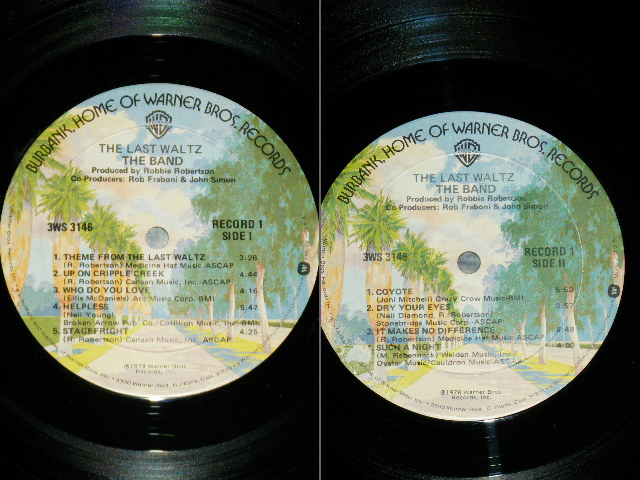 BURBANK, HOME OF WARNER BROS. RECORDS
THE LAST WALTZ
THE BAND
Produced by Robbie Robertson
Co-Producers: Rob Fraboni & John Simon
3WS 3146
RECORD 1
SIDE I
1. THEME FROM THE LAST WALTZ 3:28
(R. Robertson) Medicine Hat Music ASCAP
2. UP ON CRIPPLE CREEK 4:44
(R. Robertson) Canaan Music, Inc. ASCAP
3. WHO DO YOU LOVE 4:16
(Ellis McDaniels) Arc Music Corp. BMI
4. HELPLESS 5:47
(Neil Young)
Broken Arrow Pub. Co./Cotillion Music, Inc. BMI
5. STAGEFRIGHT 4:25
(R. Robertson) Canaan Music, Inc. ASCAP
℗1978 Warner Bros.
Records, Inc.
BURBANK, HOME OF WARNER BROS. RECORDS
THE LAST WALTZ
THE BAND
Produced by Robbie Robertson
Co-Producers: Rob Fraboni & John Simon
3WS 3146
RECORD 1
SIDE II
1. COYOTE
(Joni Mitchell) Crazy Crow Music-BMI
2. DRY YOUR EYES
(Neil Diamond, R. Robertson)
Stonebridge Music Corp. ASCAP
3. IT MAKES NO DIFFERENCE
(R. Robertson) Medicine Hat Music ASCAP
SUCH A NIGHT 4:00
(M. Rebennack) Walden Music, Inc.
Oyster Music/Cauldron Music-ASCAP
℗1978 Warner Bros.
Records, Inc.